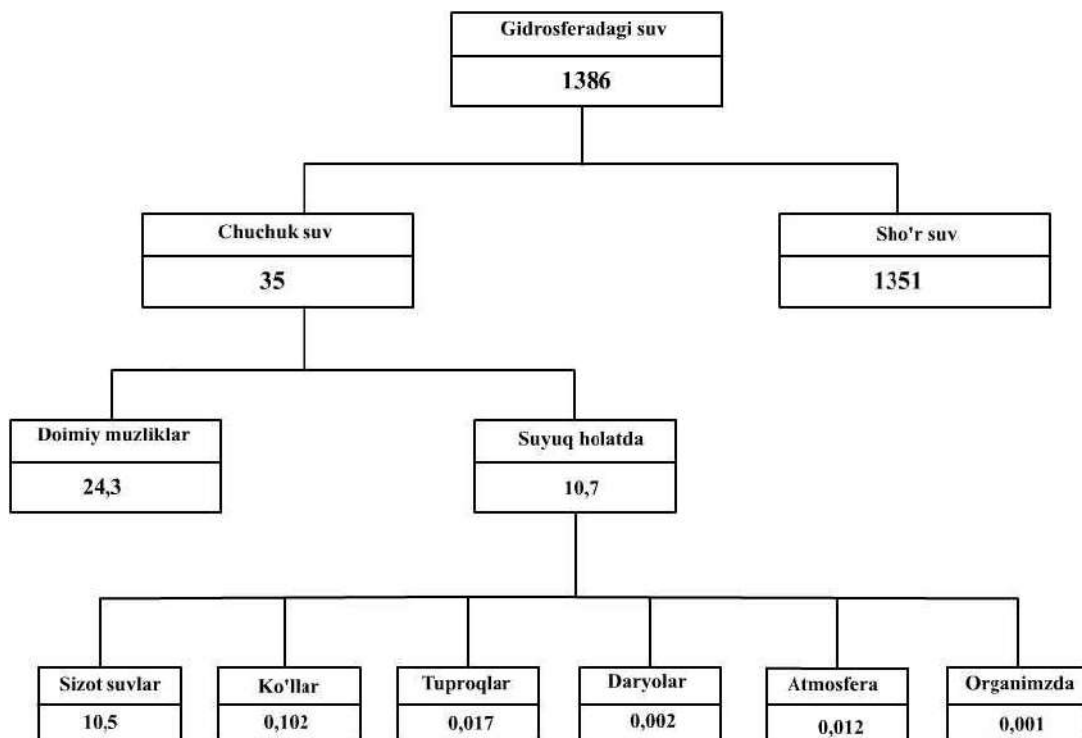 Gidrosferadagi suv
1386
Chuchuk suv
35
Sho'r suv
1351
Doimiy muzliklar
24,3
Suyuq holatda
10,7
Sizot suvlar
10,5
Ko'llar
0,102
Tuproqlar
0,017
Daryolar
0,002
Atmosfera
0,012
Organimzda
0,001